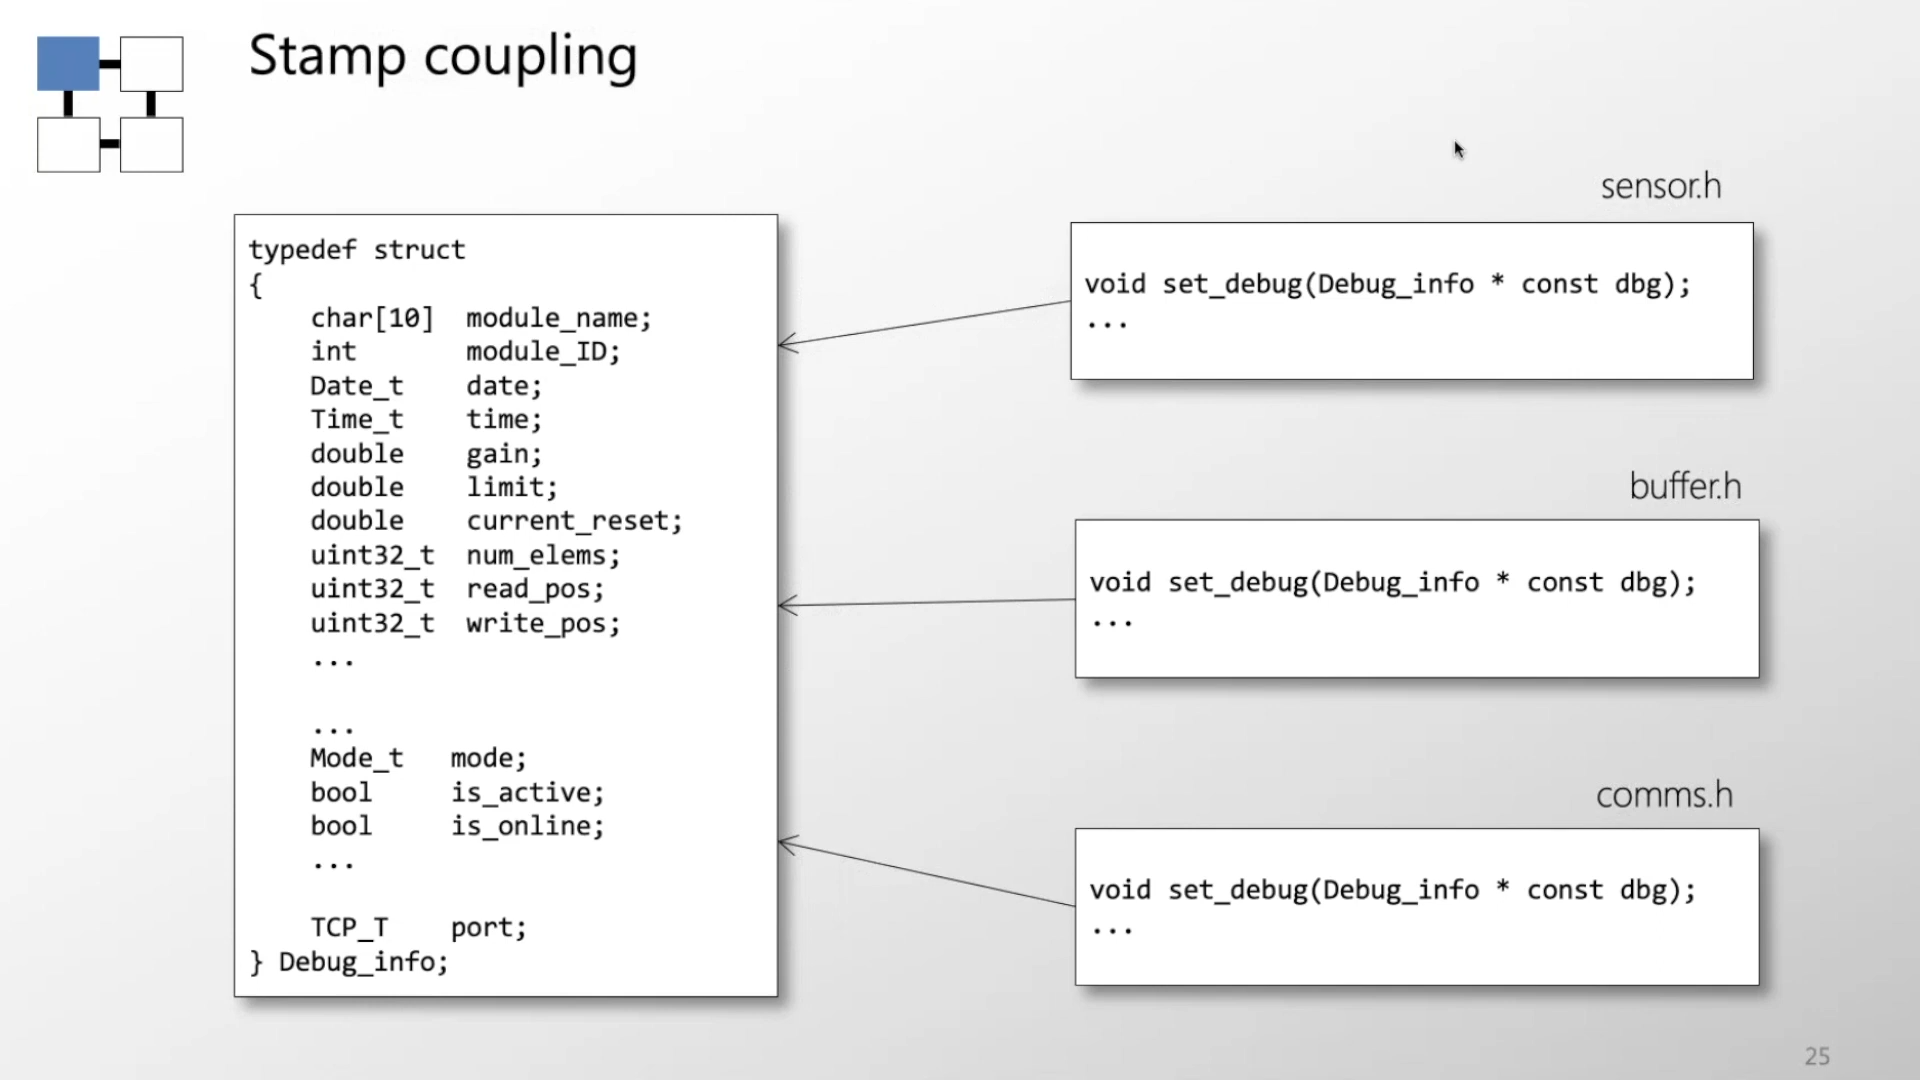 Stamp coupling
typedef struct
{
char[10] module_name;
int module_ID;
Date_t date;
Time_t time;
double gain;
double limit;
double current_reset;
uint32_t num_elems;
uint32_t read_pos;
uint32_t write_pos;
...
...
Mode_t mode;
bool is_active;
bool is_online;
...
TCP_T port;
} Debug_info;
sensor.h
void set_debug(Debug_info * const dbg);
...
buffer.h
void set_debug(Debug_info * const dbg);
...
comms.h
void set_debug(Debug_info * const dbg);
...
25